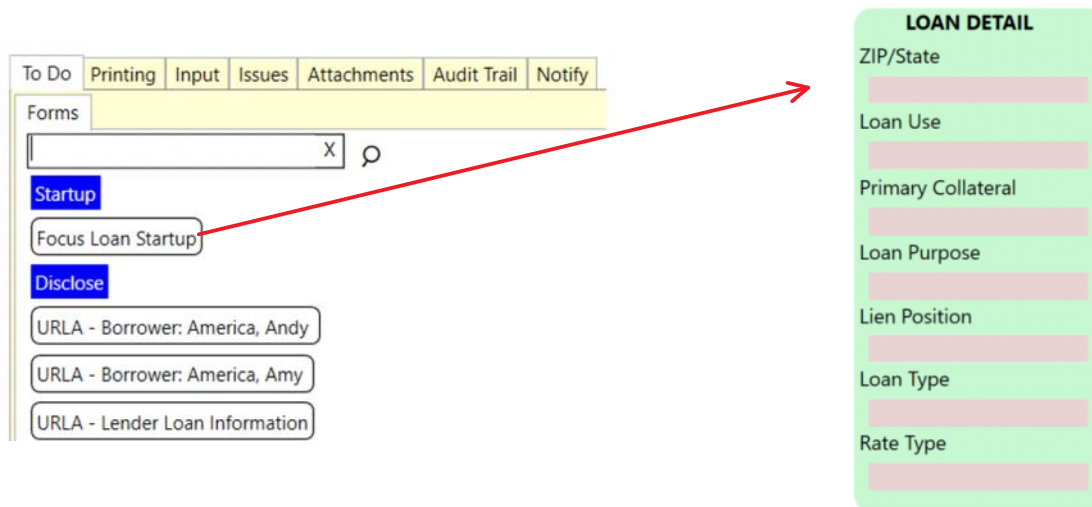 To Do Printing Input Issues Attachments Audit Trail Notify
Forms
X
Startup
Focus Loan Startup
Disclose
URLA - Borrower: America, Andy
URLA - Borrower: America, Amy
URLA - Lender Loan Information
LOAN DETAIL
ZIP/State
Loan Use
Primary Collateral
Loan Purpose
Lien Position
Loan Type
Rate Type